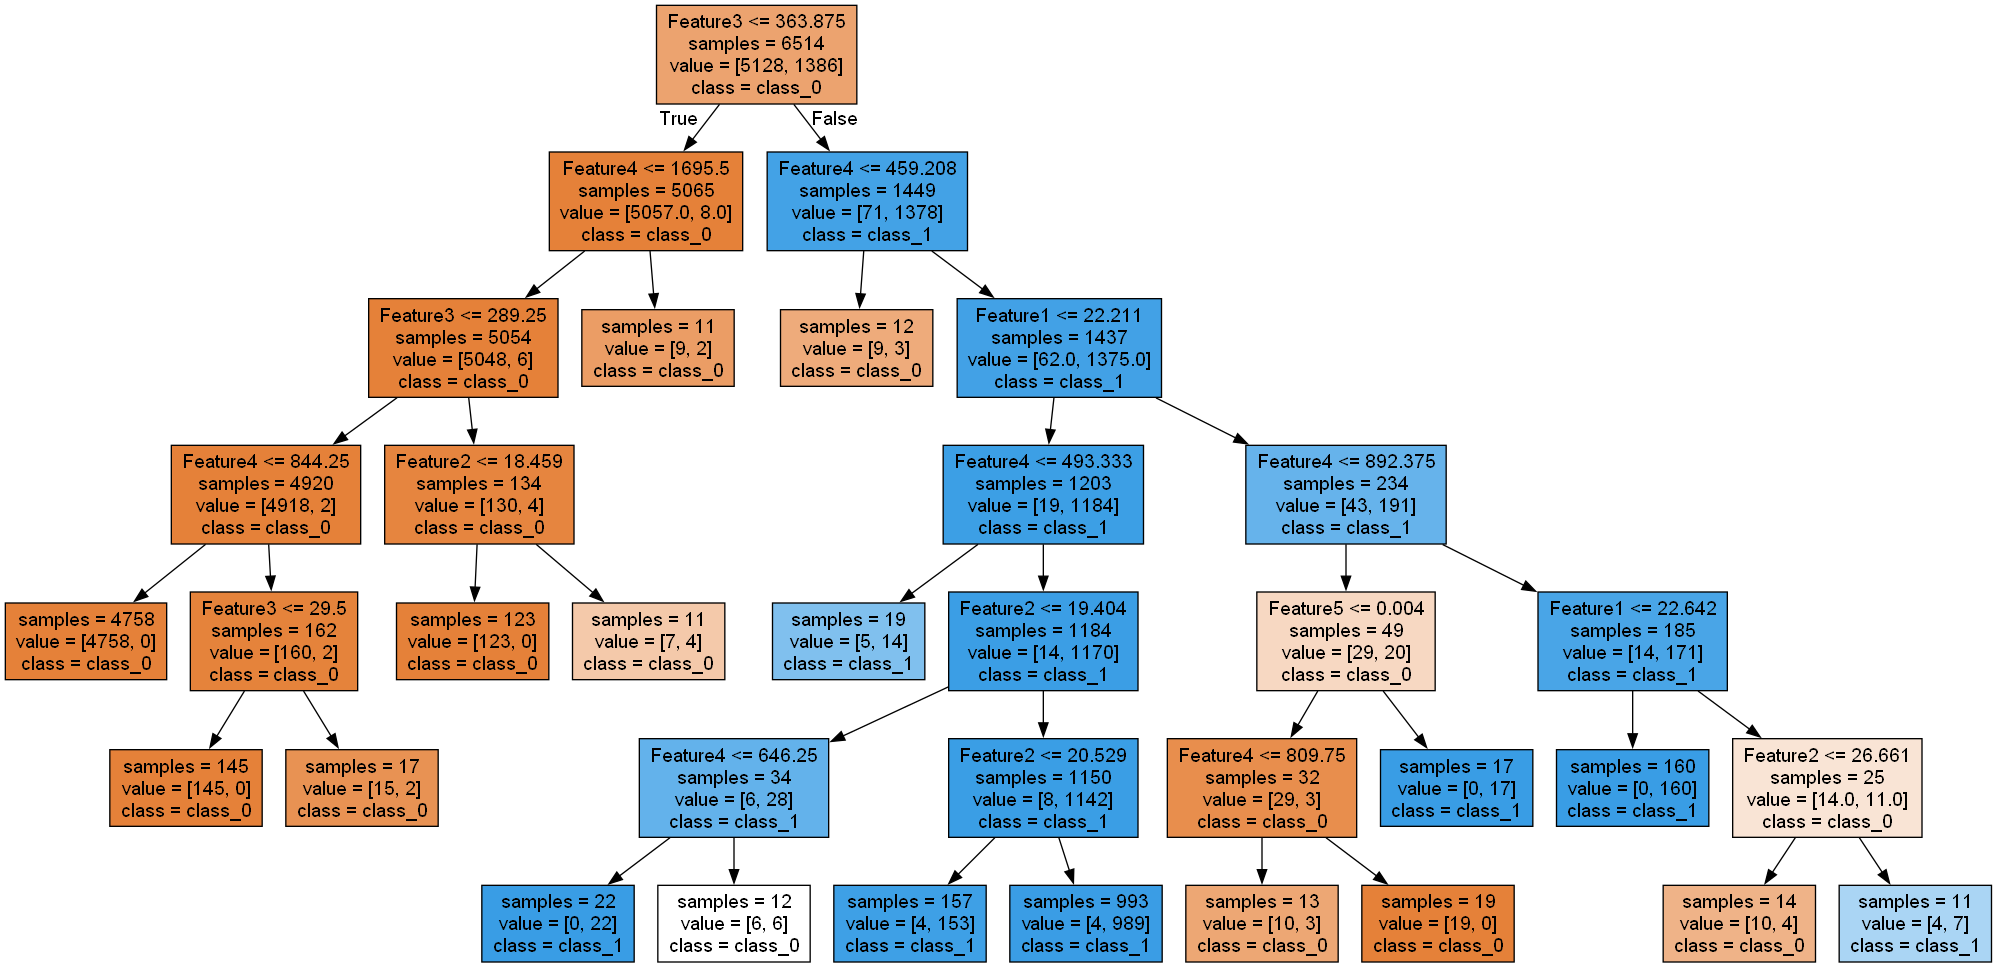 Feature3 <= 363.875
samples = 6514
value = [5128, 1386]
class = class_0
True
False
Feature4 <= 1695.5
samples = 5065
value = [5057.0, 8.0]
class = class_0
Feature4 <= 459.208
samples = 1449
value = [71, 1378]
class = class_1
Feature3 <= 289.25
samples = 5054
value = [5048, 6]
class = class_0
samples = 11
value = [9, 2]
class = class_0
samples = 12
value = [9, 3]
class = class_0
Feature1 <= 22.211
samples = 1437
value = [62.0, 1375.0]
class = class_1
Feature4 <= 844.25
samples = 4920
value = [4918, 2]
class = class_0
Feature2 <= 18.459
samples = 134
value = [130, 4]
class = class_0
Feature4 <= 493.333
samples = 1203
value = [19, 1184]
class = class_1
Feature4 <= 892.375
samples = 234
value = [43, 191]
class = class_1
samples = 4758
value = [4758, 0]
class = class_0
Feature3 <= 29.5
samples = 162
value = [160, 2]
class = class_0
samples = 123
value = [123, 0]
class = class_0
samples = 11
value = [7, 4]
class = class_0
samples = 19
value = [5, 14]
class = class_1
Feature2 <= 19.404
samples = 1184
value = [14, 1170]
class = class_1
Feature5 <= 0.004
samples = 49
value = [29, 20]
class = class_0
Feature1 <= 22.642
samples = 185
value = [14, 171]
class = class_1
samples = 145
value = [145, 0]
class = class_0
samples = 17
value = [15, 2]
class = class_0
Feature4 <= 646.25
samples = 34
value = [6, 28]
class = class_1
Feature2 <= 20.529
samples = 1150
value = [8, 1142]
class = class_1
Feature4 <= 809.75
samples = 32
value = [29, 3]
class = class_0
samples = 17
value = [0, 17]
class = class_1
samples = 160
value = [0, 160]
class = class_1
Feature2 <= 26.661
samples = 25
value = [14.0, 11.0]
class = class_0
samples = 22
value = [0, 22]
class = class_1
samples = 12
value = [6, 6]
class = class_0
samples = 157
value = [4, 153]
class = class_1
samples = 993
value = [4, 989]
class = class_1
samples = 13
value = [10, 3]
class = class_0
samples = 19
value = [19, 0]
class = class_0
samples = 14
value = [10, 4]
class = class_0
samples = 11
value = [4, 7]
class = class_1